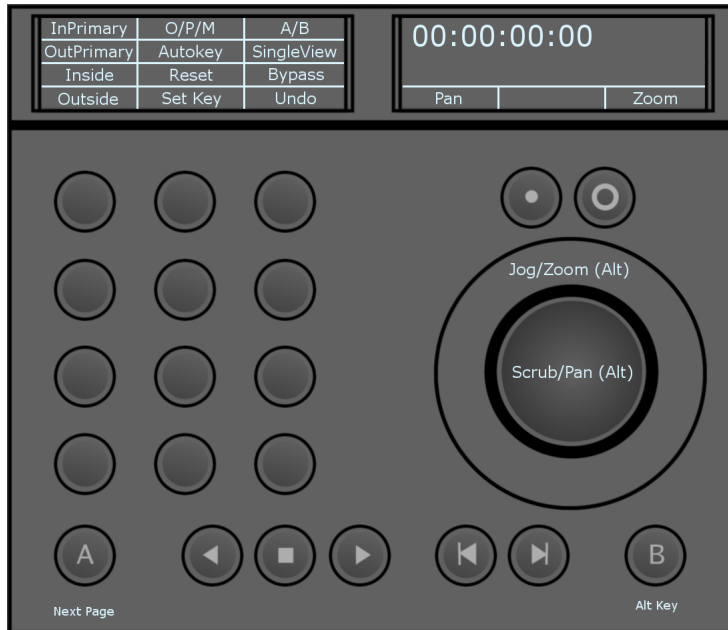 InPrimary O/P/M A/B
OutPrimary Autokey SingleView
Inside Reset Bypass
Outside Set Key Undo
00:00:00:00
Pan Zoom
Jog/Zoom (Alt)
Scrub/Pan (Alt)
A
B
Next Page
Alt Key